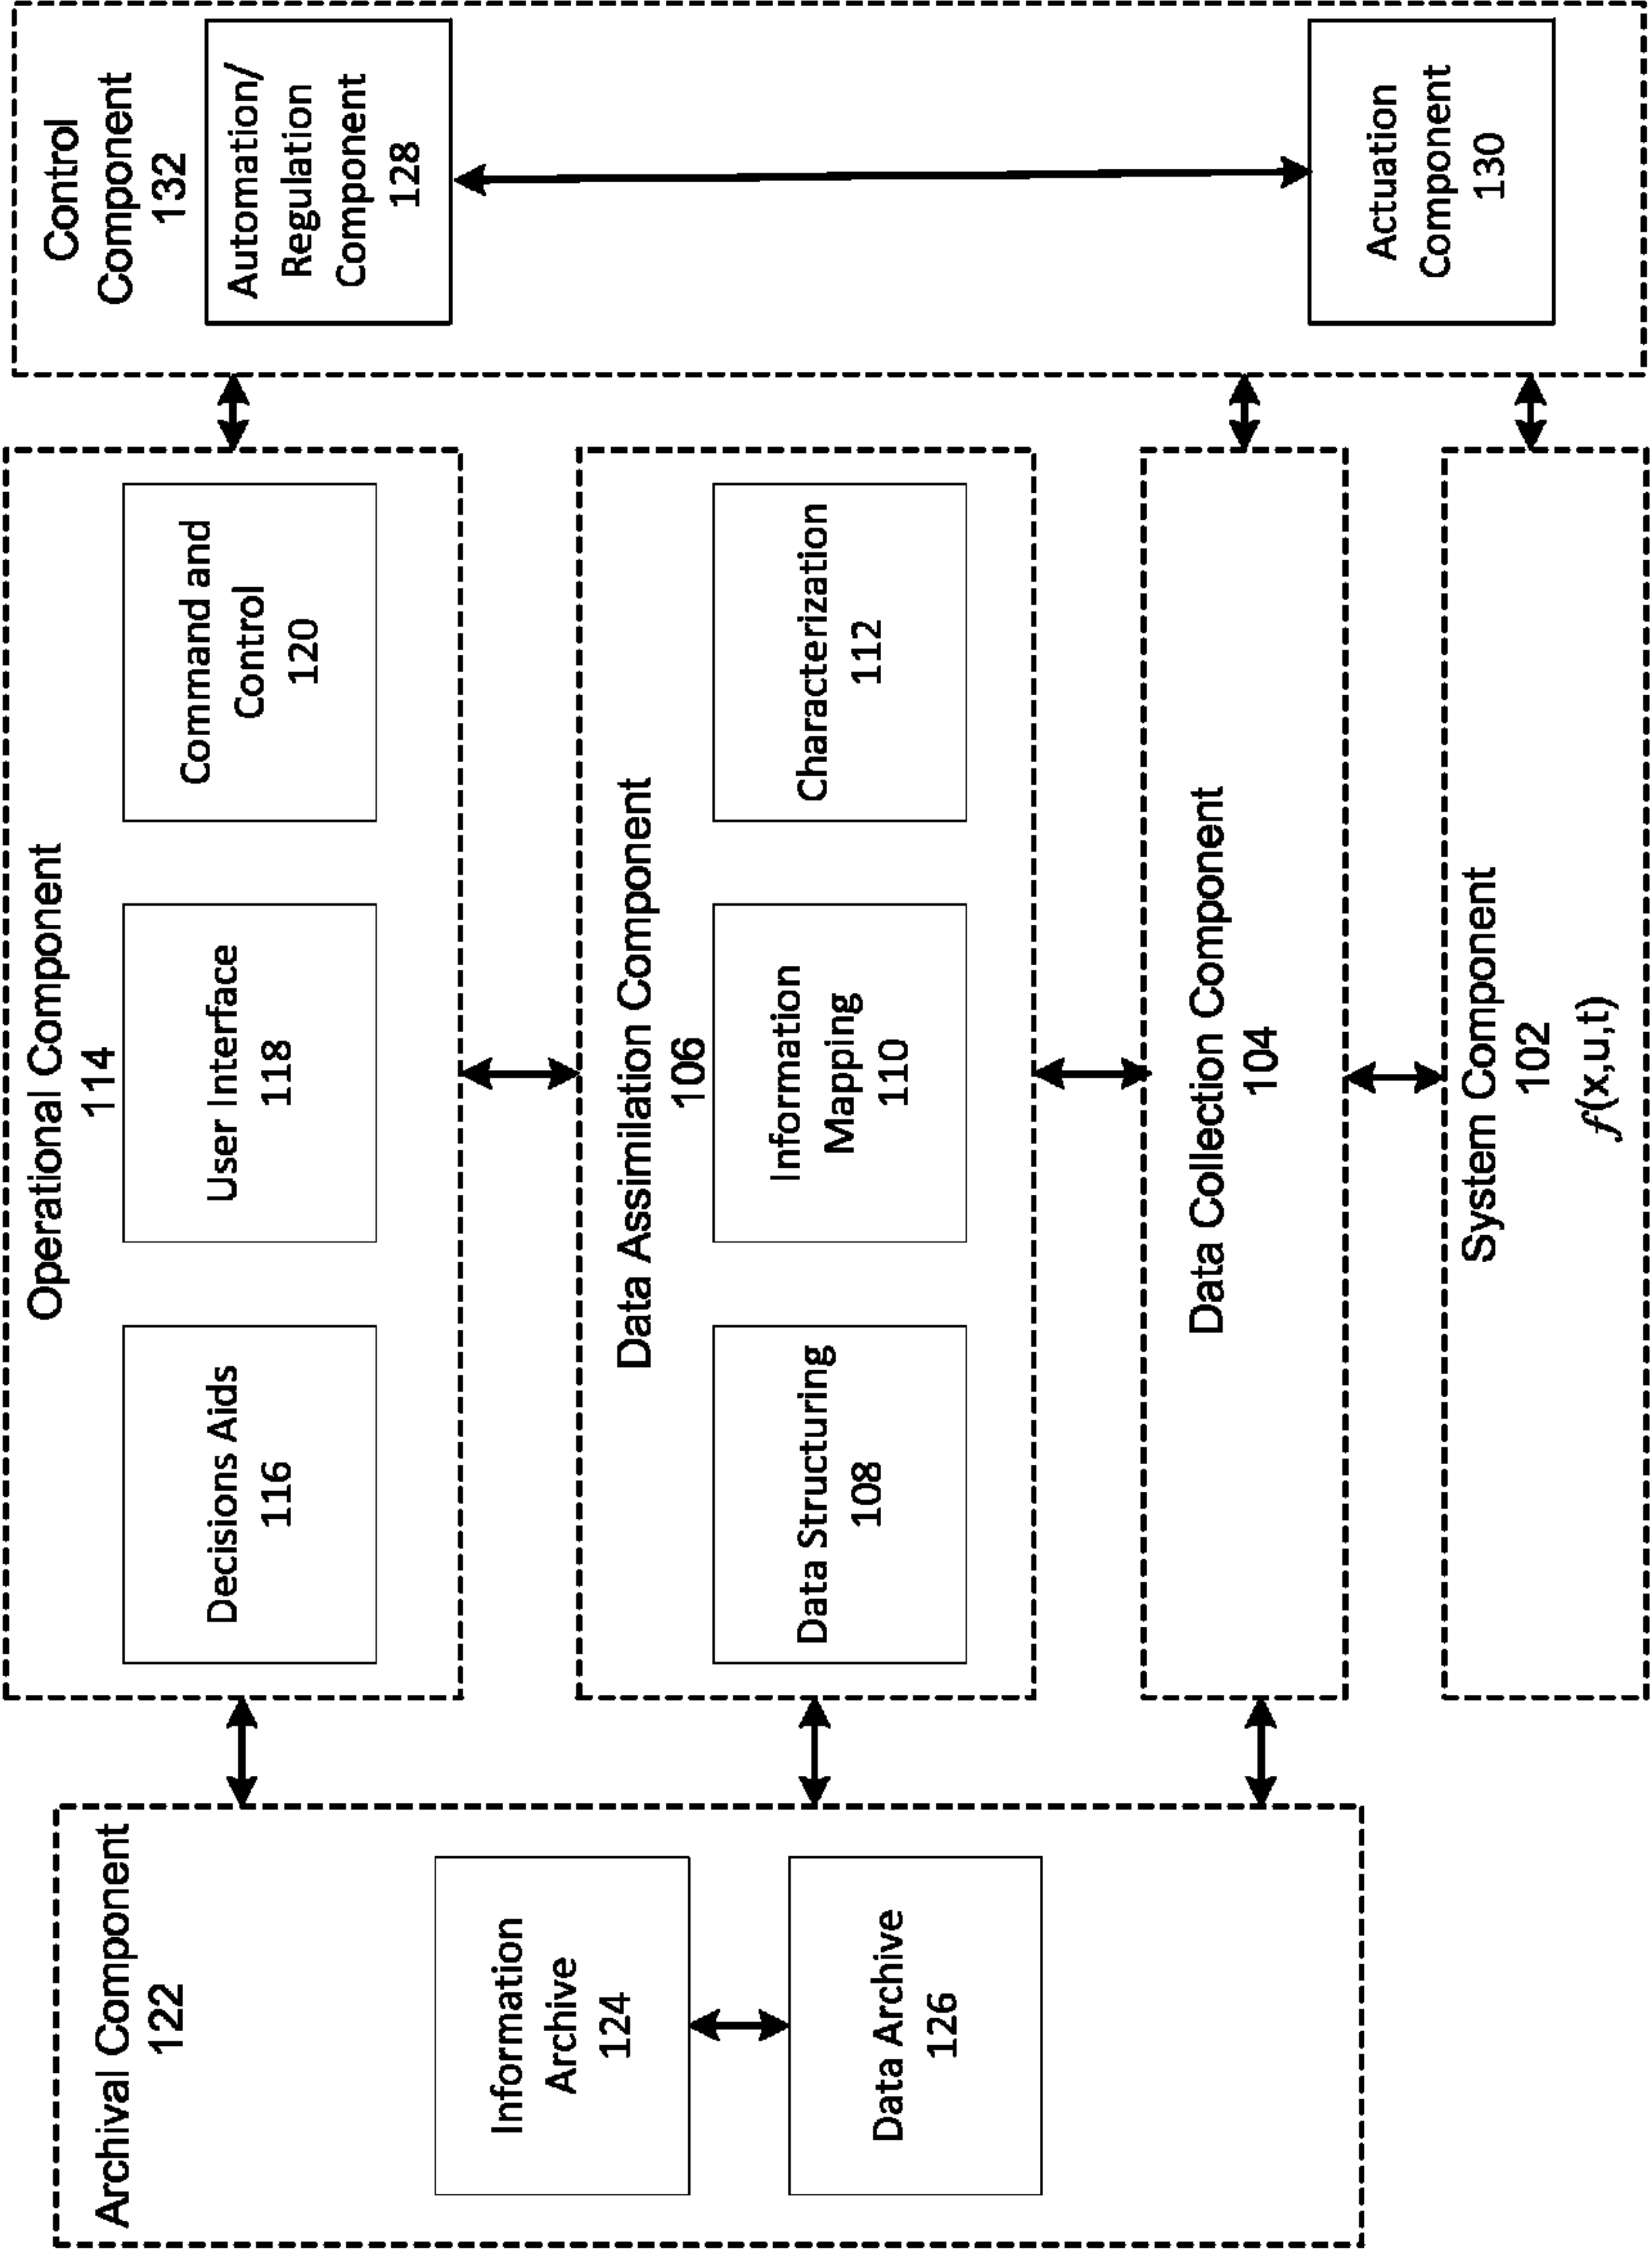 Archival Component
122
Information
Archive
124
Data Archive
126
Operational Component
114
Decisions Aids
116
User Interface
118
Command and
Control
120
Data Assimilation Component
106
Data Structuring
108
Information
Mapping
110
Characterization
112
Data Collection Component
104
System Component
102
f(x,u,t)
Control
Component
132
Automation/
Regulation
Component
128
Actuation
Component
130